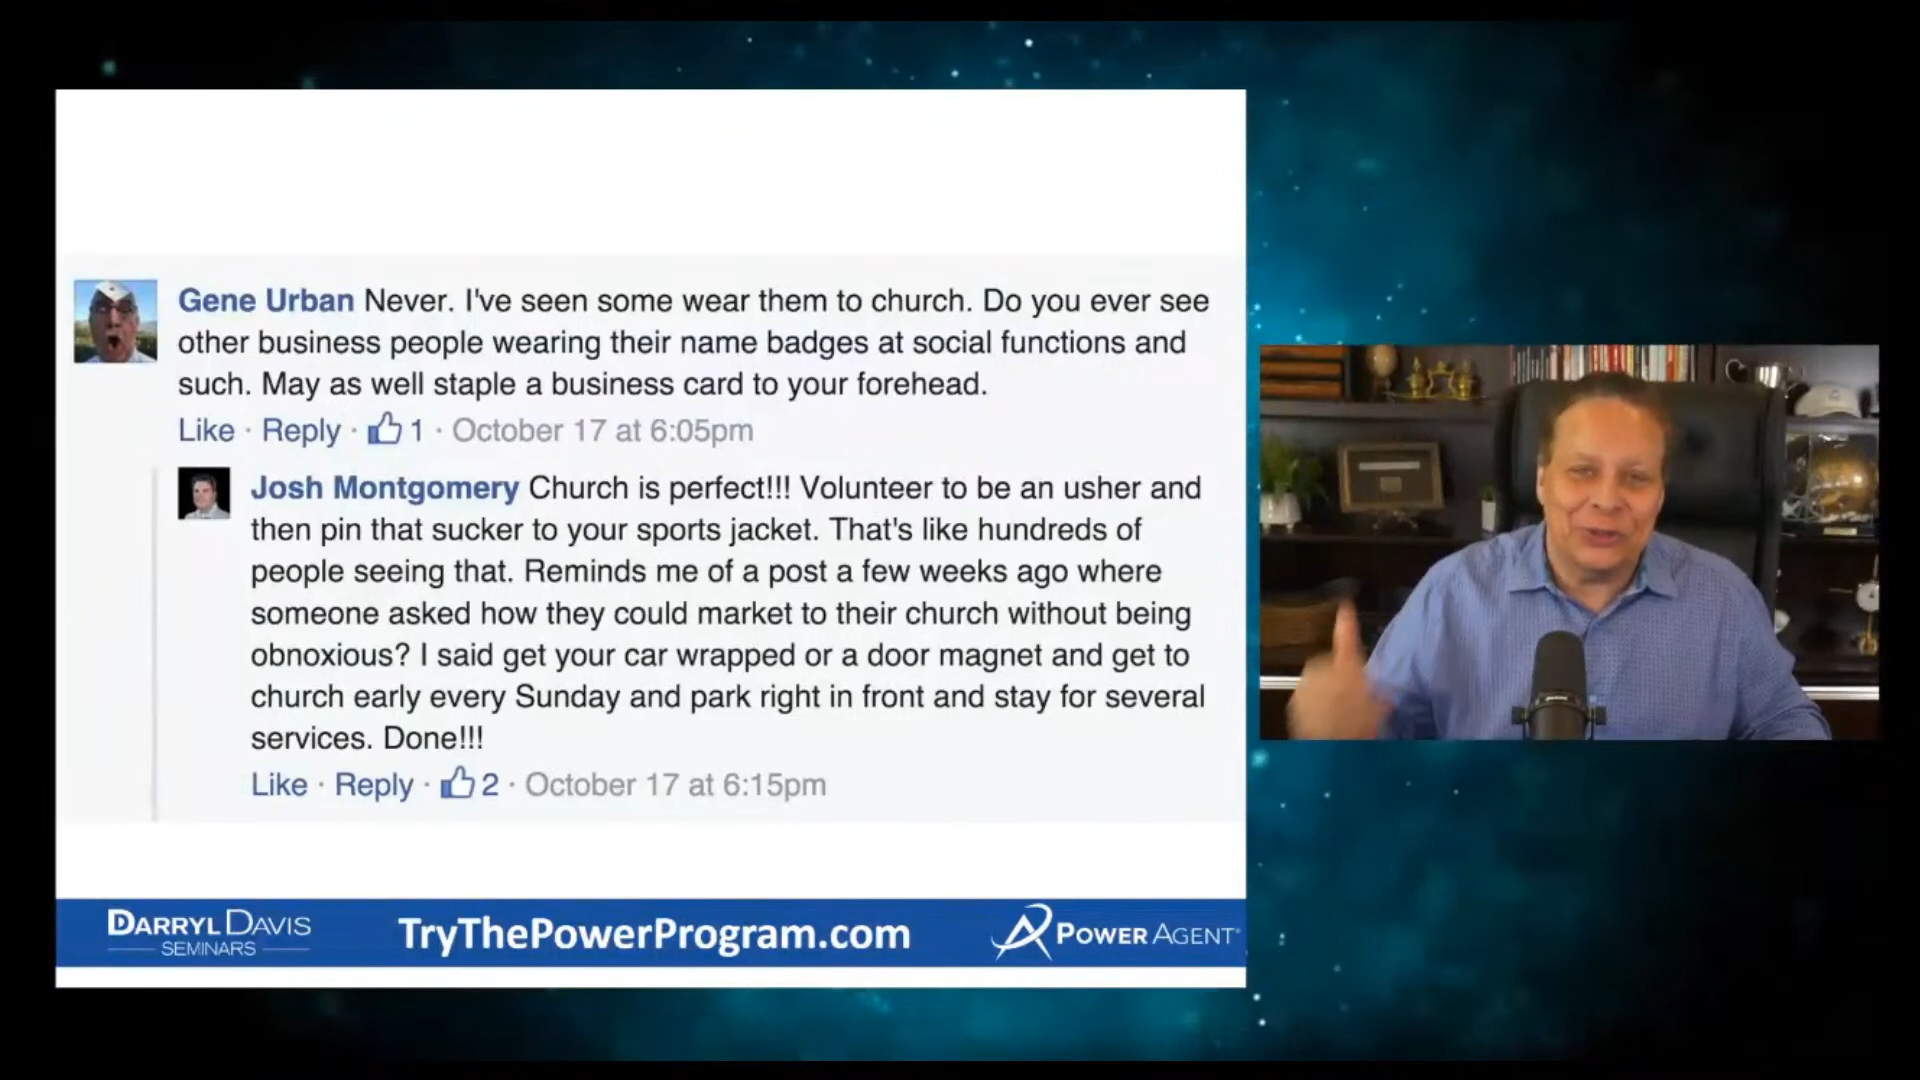 Gene Urban Never. I've seen some wear them to church. Do you ever see
other business people wearing their name badges at social functions and
such. May as well staple a business card to your forehead.
Like · Reply · 1 · October 17 at 6:05pm
Josh Montgomery Church is perfect!!! Volunteer to be an usher and
then pin that sucker to your sports jacket. That's like hundreds of
people seeing that. Reminds me of a post a few weeks ago where
someone asked how they could market to their church without being
obnoxious? I said get your car wrapped or a door magnet and get to
church early every Sunday and park right in front and stay for several
services. Done!!!
Like · Reply · 2 · October 17 at 6:15pm
DARRYL DAVIS
SEMINARS
TryThePowerProgram.com
POWER AGENT